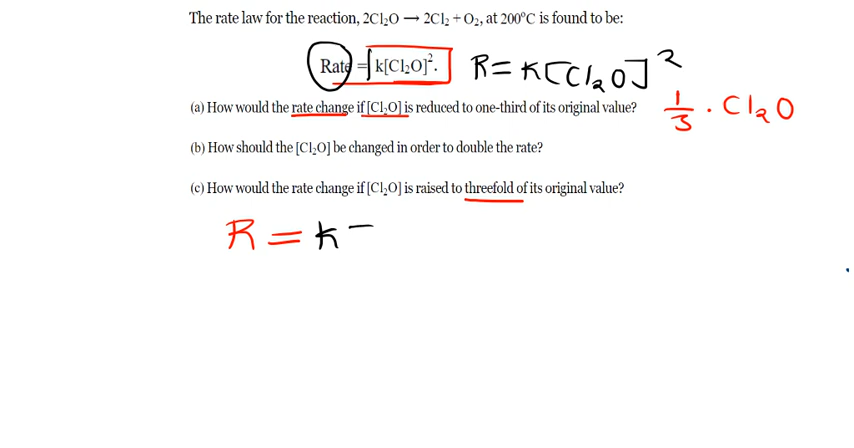 The rate law for the reaction, 2Cl₂O → 2Cl₂ + O₂, at 200°C is found to be:
Rate = k[Cl₂O]². R = K[Cl₂O]²
(a) How would the rate change if [Cl₂O] is reduced to one-third of its original value? 1/3 · Cl₂O
(b) How should the [Cl₂O] be changed in order to double the rate?
(c) How would the rate change if [Cl₂O] is raised to threefold of its original value?
R = K